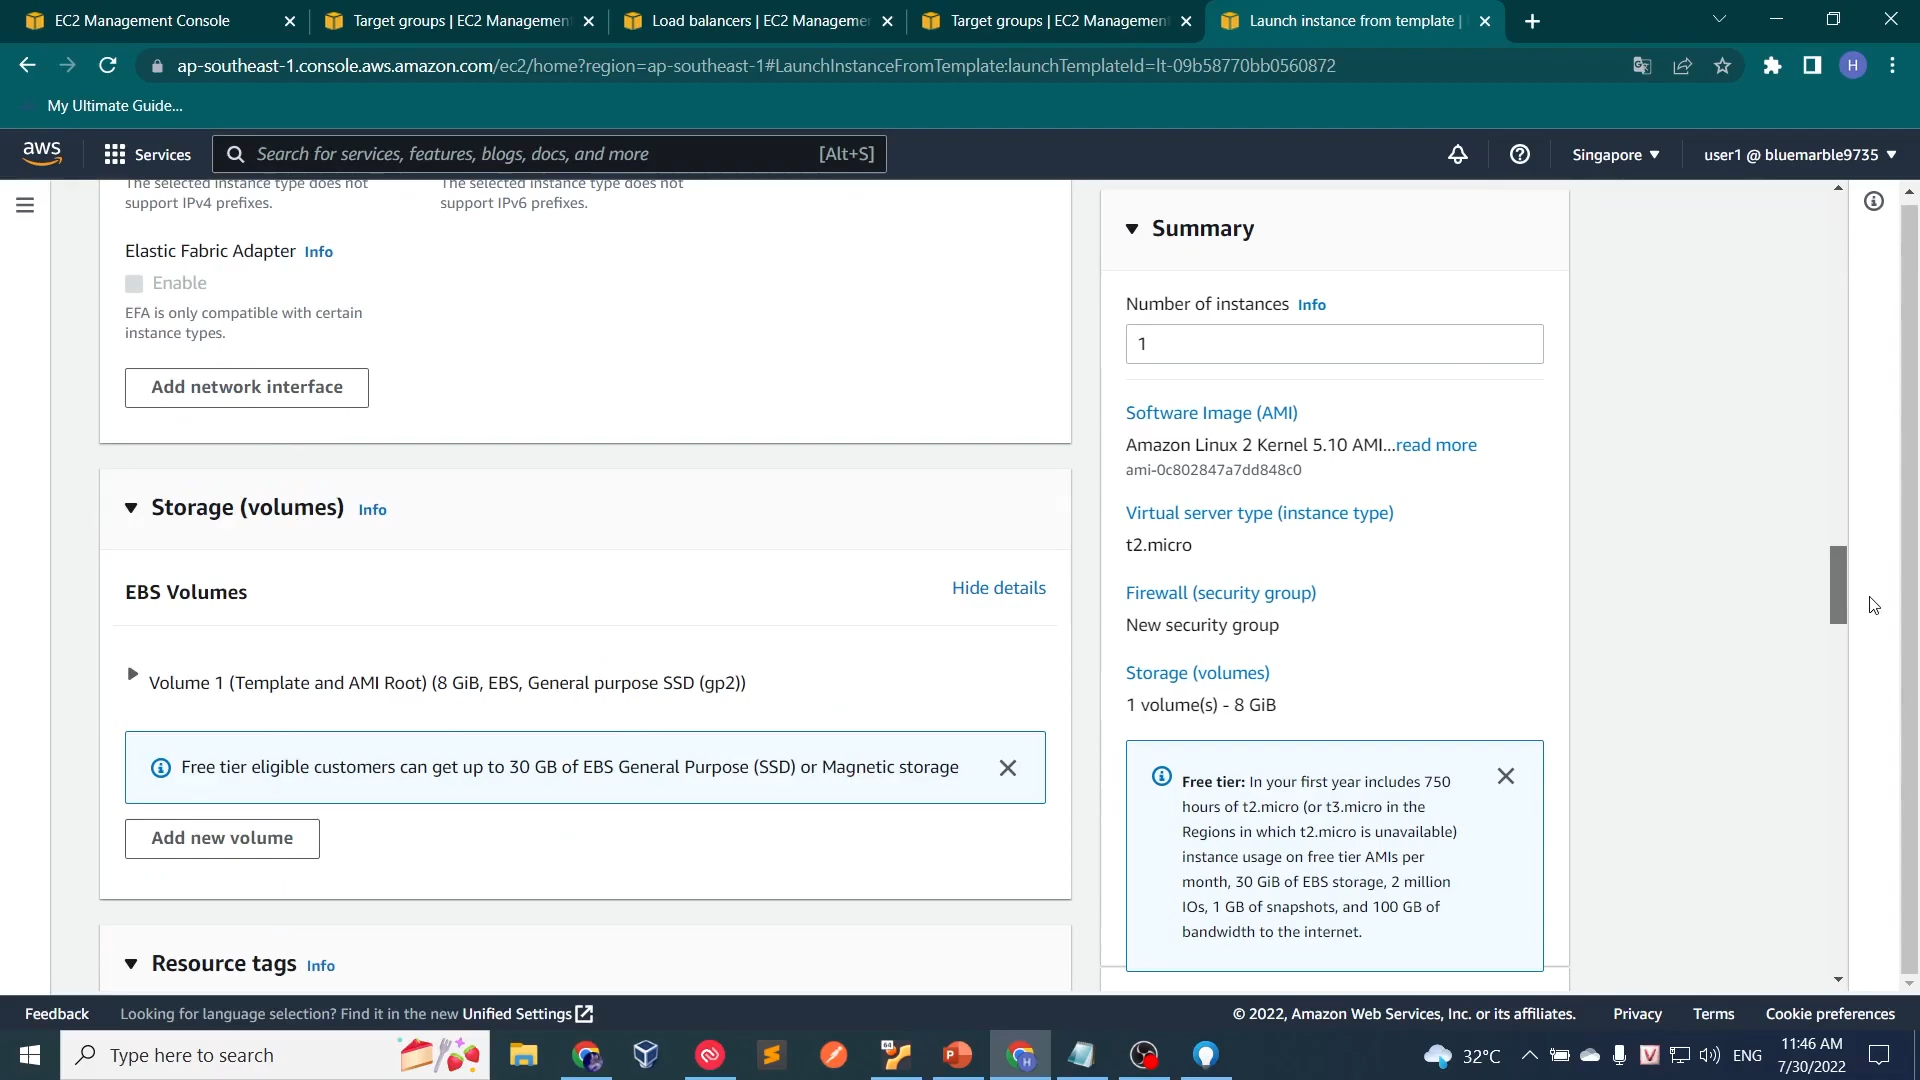 EC2 Management Console
Target groups | EC2 Management
Load balancers | EC2 Manageme
Target groups | EC2 Management
Launch instance from template |
ap-southeast-1.console.aws.amazon.com/ec2/home?region=ap-southeast-1#LaunchInstanceFromTemplate:launchTemplateId=lt-09b58770bb0560872
H
My Ultimate Guide...
aws
Services
Search for services, features, blogs, docs, and more
[Alt+S]
Singapore
user1 @ bluemarble9735
The selected instance type does not
support IPv4 prefixes.
The selected instance type does not
support IPv6 prefixes.
Elastic Fabric Adapter Info
Enable
EFA is only compatible with certain
instance types.
Add network interface
Storage (volumes) Info
EBS Volumes
Hide details
Volume 1 (Template and AMI Root) (8 GiB, EBS, General purpose SSD (gp2))
Free tier eligible customers can get up to 30 GB of EBS General Purpose (SSD) or Magnetic storage
Add new volume
Resource tags Info
Summary
Number of instances Info
1
Software Image (AMI)
Amazon Linux 2 Kernel 5.10 AMI...read more
ami-0c802847a7dd848c0
Virtual server type (instance type)
t2.micro
Firewall (security group)
New security group
Storage (volumes)
1 volume(s) - 8 GiB
Free tier: In your first year includes 750
hours of t2.micro (or t3.micro in the
Regions in which t2.micro is unavailable)
instance usage on free tier AMIs per
month, 30 GiB of EBS storage, 2 million
IOs, 1 GB of snapshots, and 100 GB of
bandwidth to the internet.
Feedback
Looking for language selection? Find it in the new Unified Settings
© 2022, Amazon Web Services, Inc. or its affiliates.
Privacy
Terms
Cookie preferences
Type here to search
64
32°C
ENG
11:46 AM
7/30/2022